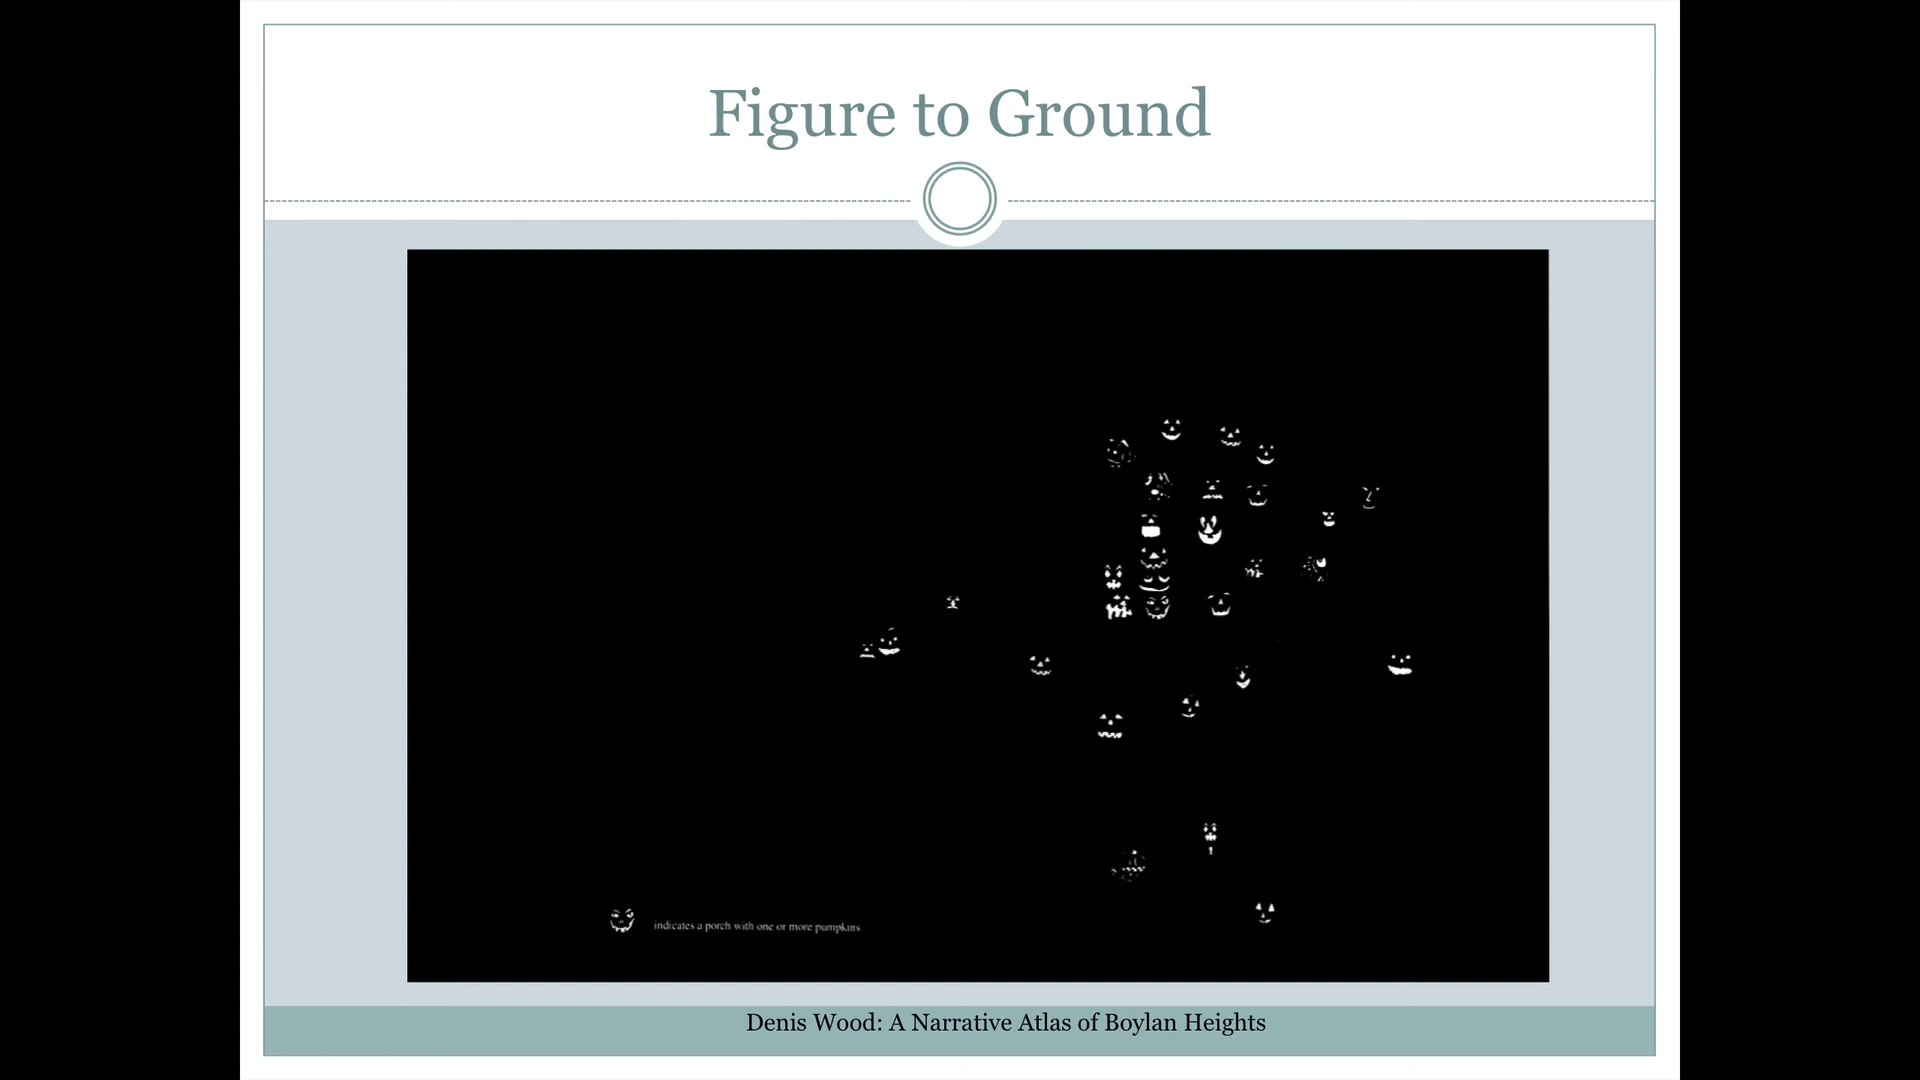 Figure to Ground
indicates a porch with one or more pumpkins
Denis Wood: A Narrative Atlas of Boylan Heights